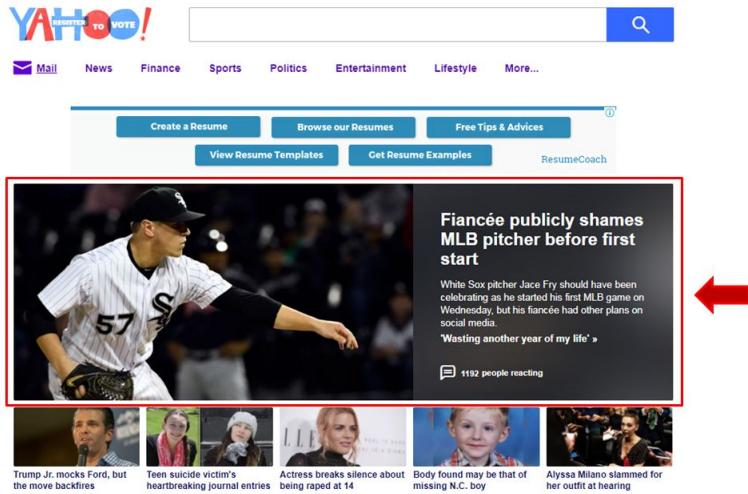 YAHOO!
REGISTER TO VOTE
Mail News Finance Sports Politics Entertainment Lifestyle More...
Create a Resume Browse our Resumes Free Tips & Advices
View Resume Templates Get Resume Examples ResumeCoach
Fiancée publicly shames
MLB pitcher before first
start
White Sox pitcher Jace Fry should have been
celebrating as he started his first MLB game on
Wednesday, but his fiancée had other plans on
social media.
'Wasting another year of my life' »
1192 people reacting
57
Sox
ELLE
Trump Jr. mocks Ford, but
the move backfires
Teen suicide victim's
heartbreaking journal entries
Actress breaks silence about
being raped at 14
Body found may be that of
missing N.C. boy
Alyssa Milano slammed for
her outfit at hearing